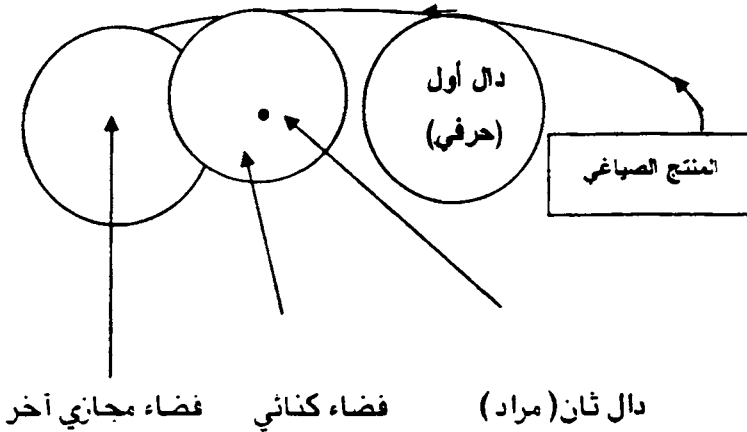 دال أول
(حرفي)
المنتج الصياغي
دال ثان (مراد)
فضاء كنائي
فضاء مجازي آخر